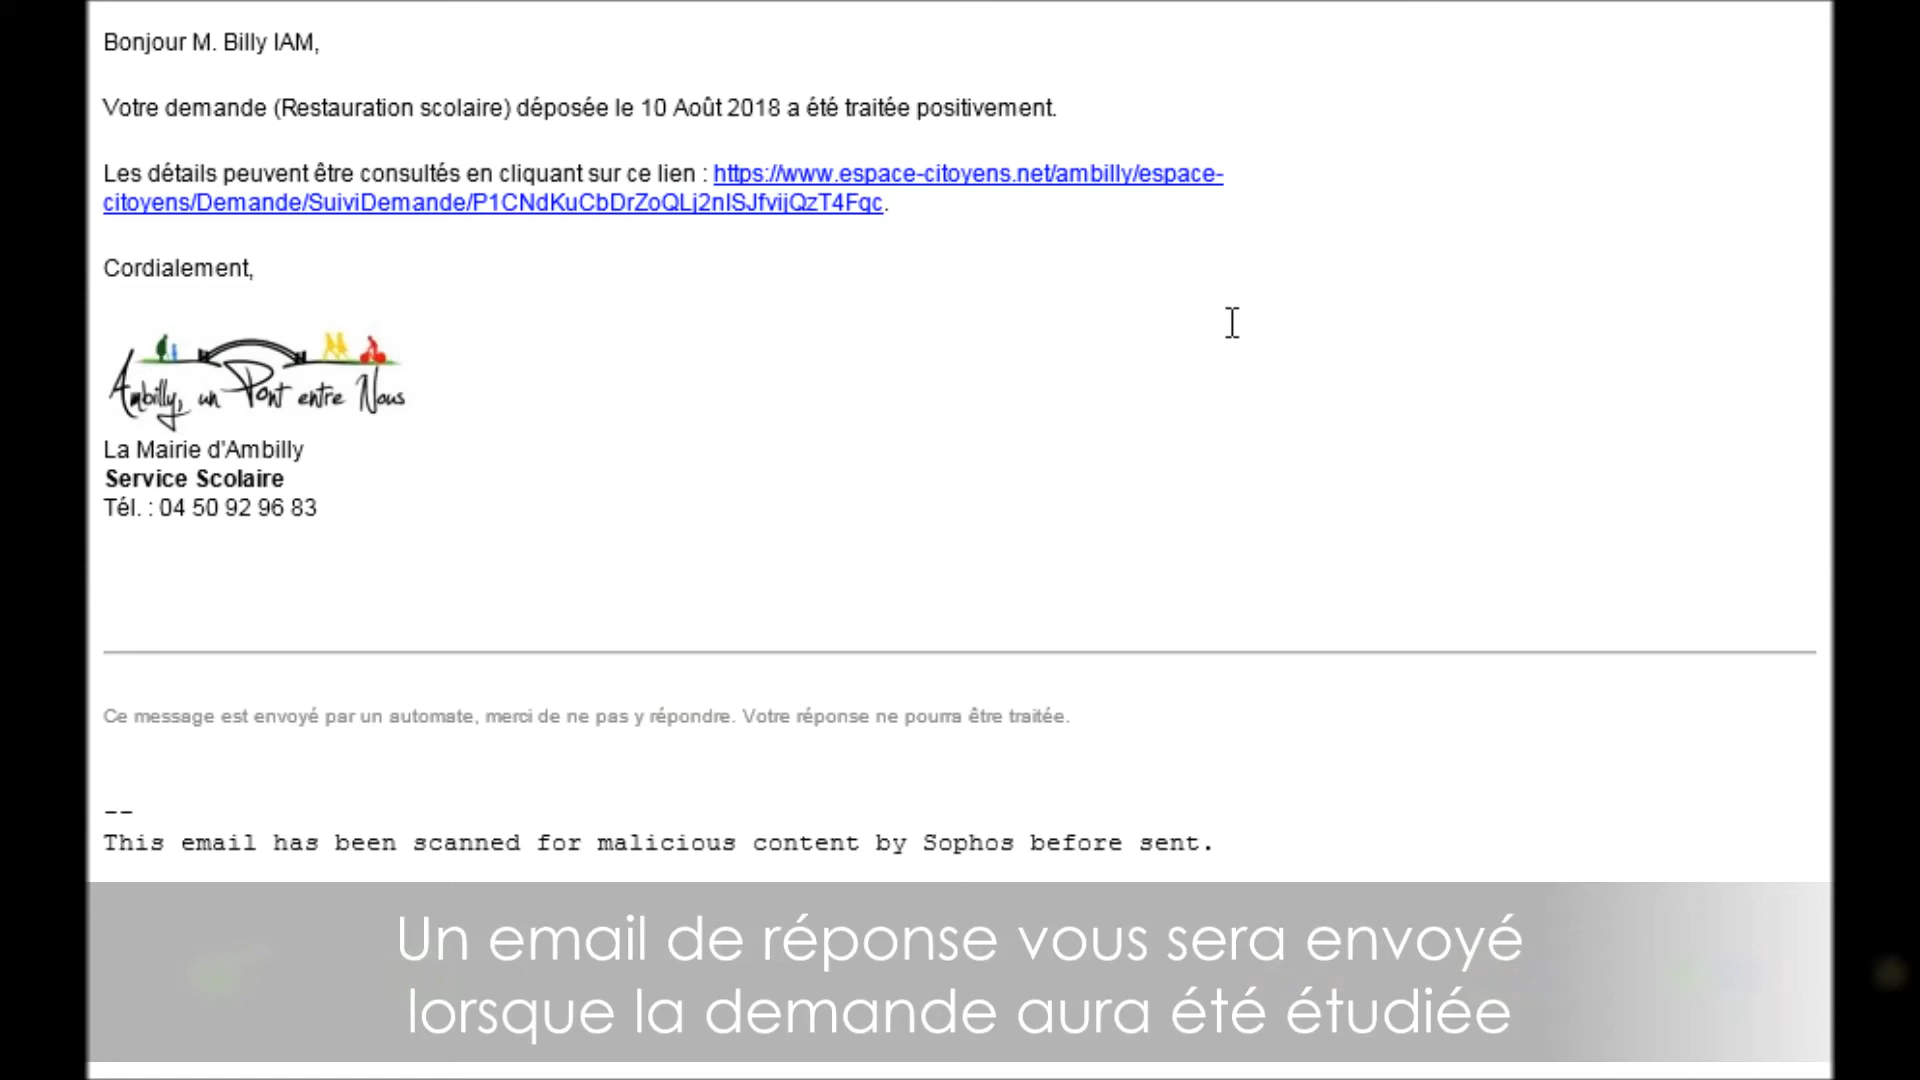 Bonjour M. Billy IAM,
Votre demande (Restauration scolaire) déposée le 10 Août 2018 a été traitée positivement.
Les détails peuvent être consultés en cliquant sur ce lien : https://www.espace-citoyens.net/ambilly/espace-
citoyens/Demande/SuiviDemande/P1CNdKuCbDrZoQLj2nISJfvijQzT4Fqc.
Cordialement,
Ambilly, un Pont entre Nous
La Mairie d'Ambilly
Service Scolaire
Tél. : 04 50 92 96 83
Ce message est envoyé par un automate, merci de ne pas y répondre. Votre réponse ne pourra être traitée.
--
This email has been scanned for malicious content by Sophos before sent.
Un email de réponse vous sera envoyé
lorsque la demande aura été étudiée